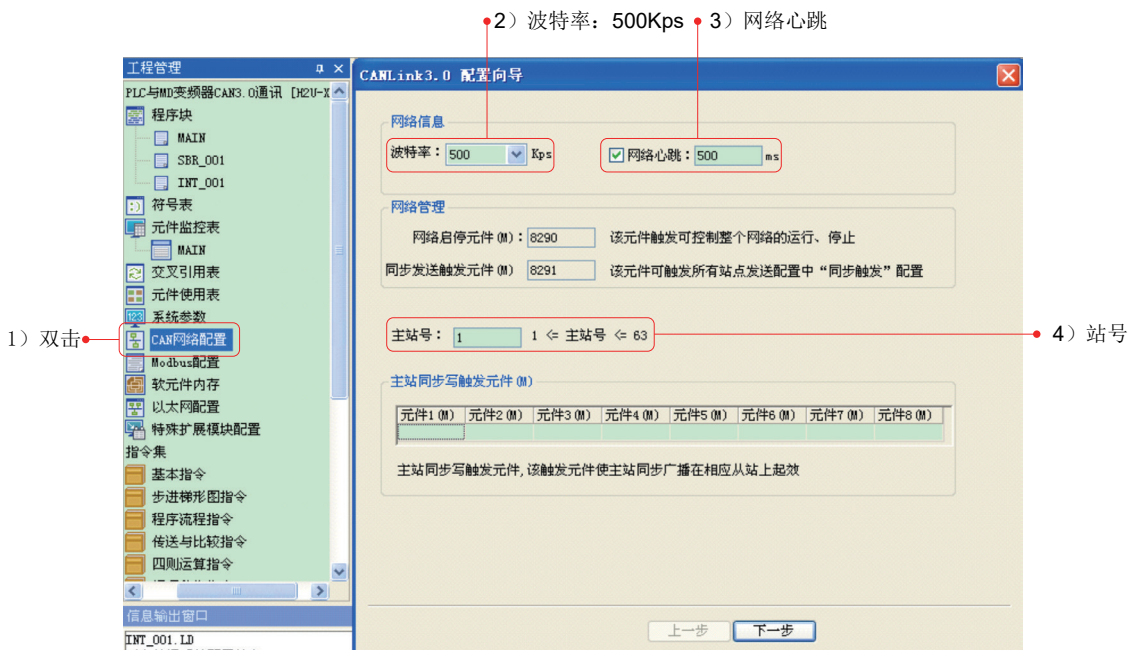 2）波特率：500Kps
3）网络心跳
工程管理
PLC与MD变频器CAN3.0通讯 [H2U-X
程序块
MAIN
SBR_001
INT_001
符号表
元件监控表
MAIN
交叉引用表
元件使用表
系统参数
1）双击
CAN网络配置
Modbus配置
软元件内存
以太网配置
特殊扩展模块配置
指令集
基本指令
步进梯形图指令
程序流程指令
传送与比较指令
四则运算指令
信息输出窗口
INT_001.LD
CANLink3.0 配置向导
网络信息
波特率： 500 Kps 网络心跳： 500 ms
网络管理
网络启停元件(M)： 8290 该元件触发可控制整个网络的运行、停止
同步发送触发元件(M) 8291 该元件可触发所有站点发送配置中“同步触发”配置
主站号： 1 1 <= 主站号 <= 63
4）站号
主站同步写触发元件(M)
元件1(M) 元件2(M) 元件3(M) 元件4(M) 元件5(M) 元件6(M) 元件7(M) 元件8(M)
主站同步写触发元件,该触发元件使主站同步广播在相应从站上起效
上一步 下一步